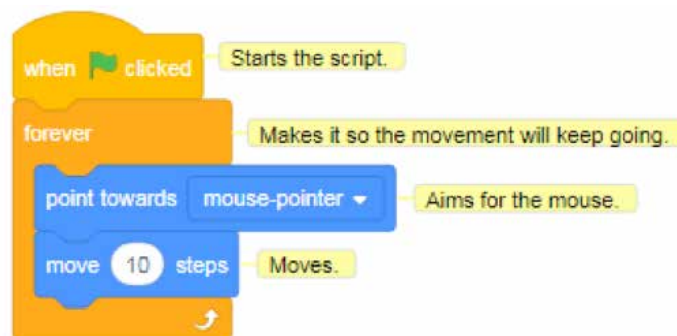 when clicked
Starts the script.
forever
Makes it so the movement will keep going.
point towards mouse-pointer
Aims for the mouse.
move 10 steps
Moves.